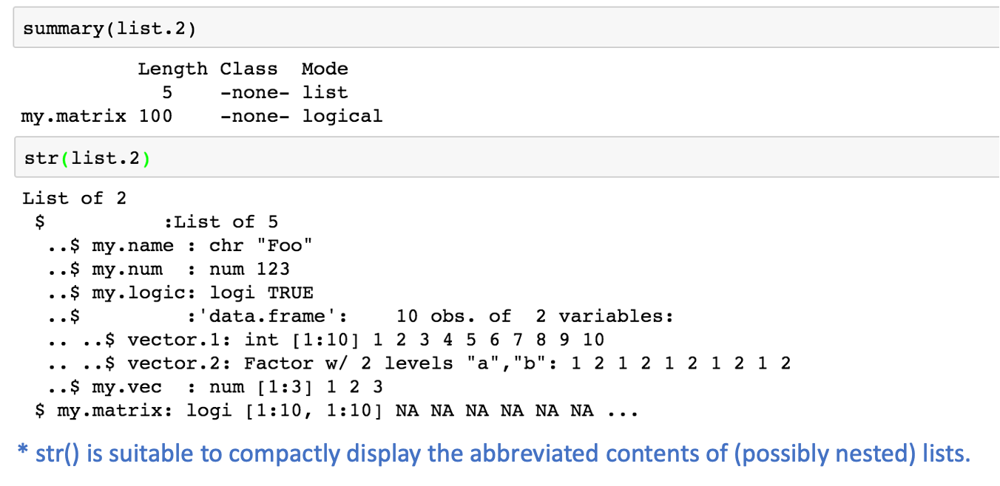 summary(list.2)
           Length Class  Mode
             5    -none- list
my.matrix 100    -none- logical
str(list.2)
List of 2
 $          :List of 5
  ..$ my.name : chr "Foo"
  ..$ my.num  : num 123
  ..$ my.logic: logi TRUE
  ..$         :'data.frame':    10 obs. of  2 variables:
  .. ..$ vector.1: int [1:10] 1 2 3 4 5 6 7 8 9 10
  .. ..$ vector.2: Factor w/ 2 levels "a","b": 1 2 1 2 1 2 1 2 1 2
  ..$ my.vec  : num [1:3] 1 2 3
 $ my.matrix: logi [1:10, 1:10] NA NA NA NA NA NA ...
* str() is suitable to compactly display the abbreviated contents of (possibly nested) lists.